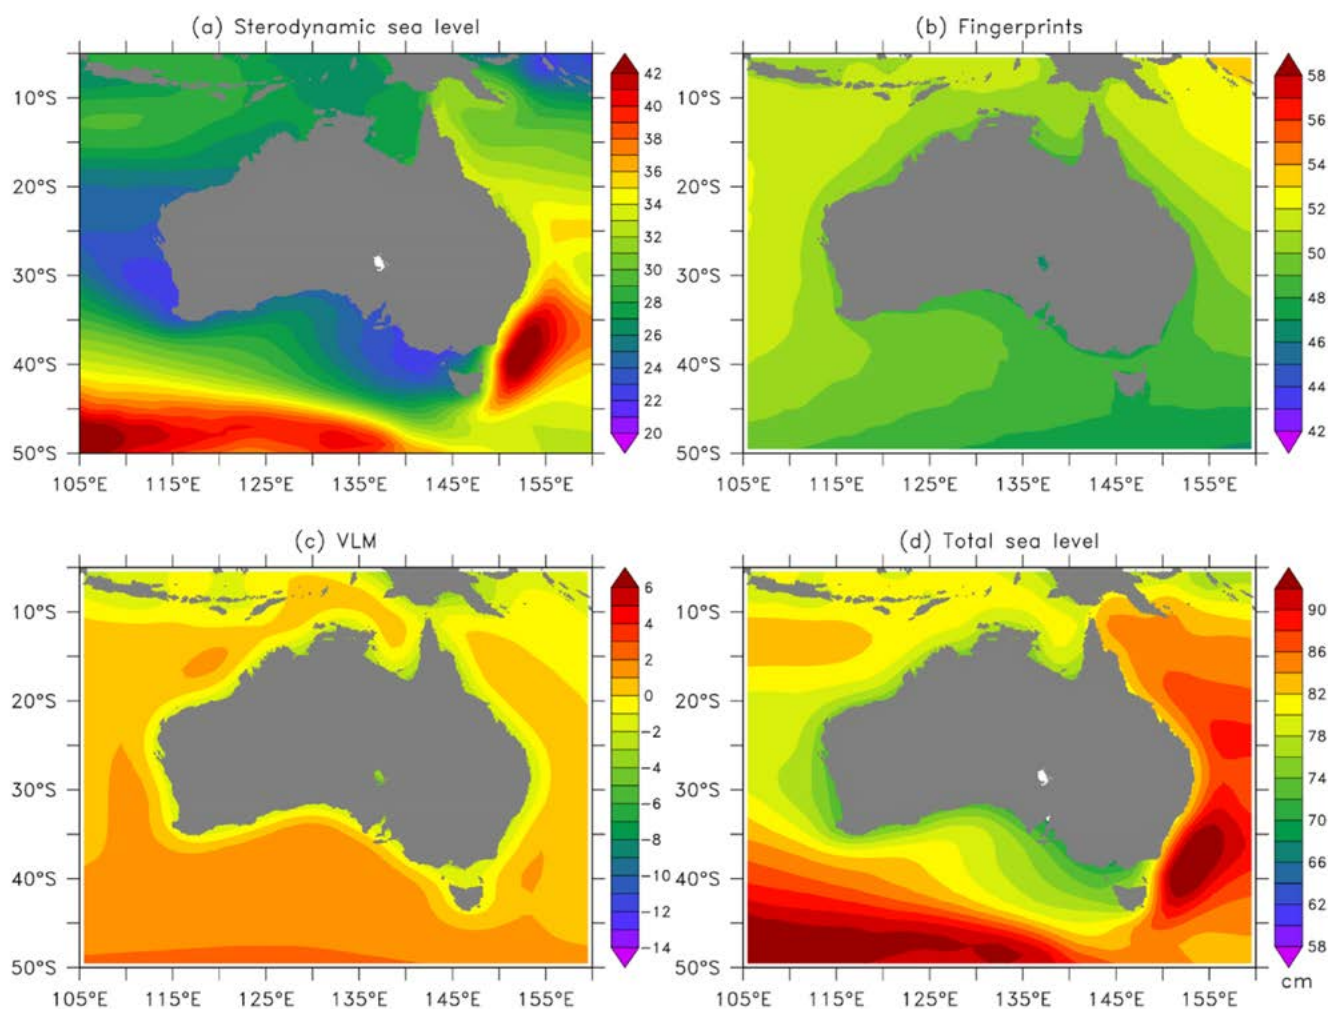 (a) Sterodynamic sea level
10°S
20°S
30°S
40°S
50°S
105°E 115°E 125°E 135°E 145°E 155°E
42
40
38
36
34
32
30
28
26
24
22
20
(b) Fingerprints
10°S
20°S
30°S
40°S
50°S
105°E 115°E 125°E 135°E 145°E 155°E
58
56
54
52
50
48
46
44
42
(c) VLM
10°S
20°S
30°S
40°S
50°S
105°E 115°E 125°E 135°E 145°E 155°E
6
4
2
0
-2
-4
-6
-8
-10
-12
-14
(d) Total sea level
10°S
20°S
30°S
40°S
50°S
105°E 115°E 125°E 135°E 145°E 155°E
90
86
82
78
74
70
66
62
58
cm